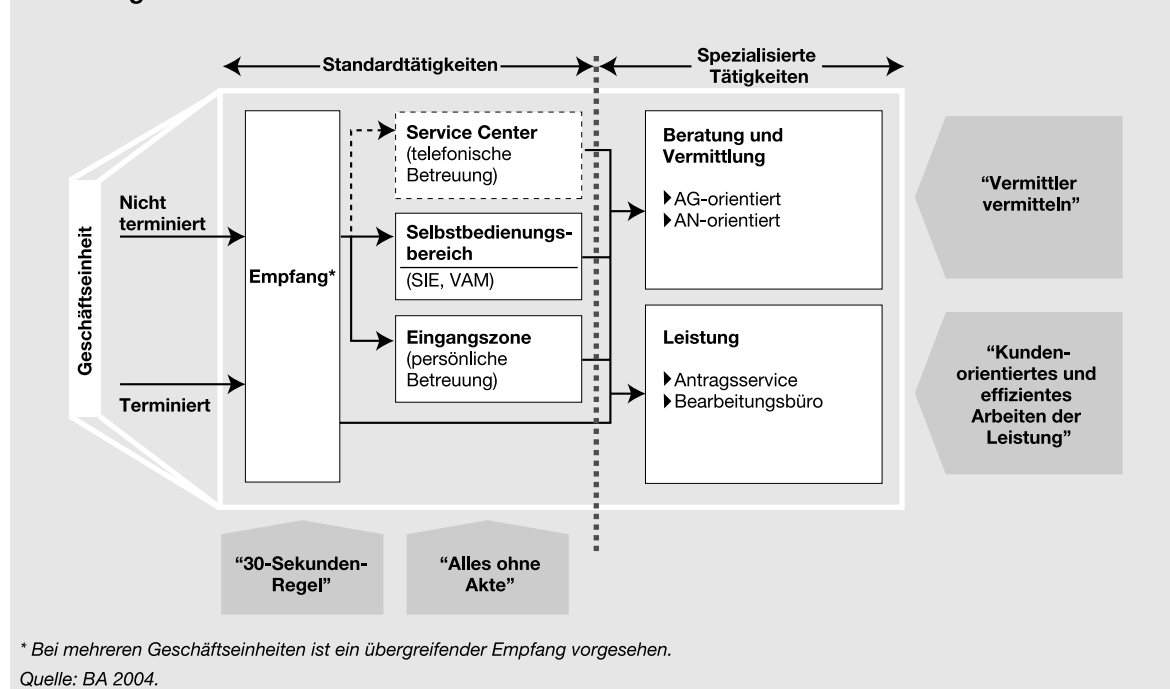 Standardtätigkeiten
Spezialisierte
Tätigkeiten
Geschäftseinheit
Nicht
terminiert
Terminiert
Empfang*
Service Center
(telefonische
Betreuung)
Selbstbedienungs-
bereich
(SIE, VAM)
Eingangszone
(persönliche
Betreuung)
Beratung und
Vermittlung
AG-orientiert
AN-orientiert
Leistung
Antragsservice
Bearbeitungsbüro
“Vermittler
vermitteln”
“Kunden-
orientiertes und
effizientes
Arbeiten der
Leistung”
“30-Sekunden-
Regel”
“Alles ohne
Akte”
* Bei mehreren Geschäftseinheiten ist ein übergreifender Empfang vorgesehen.
Quelle: BA 2004.